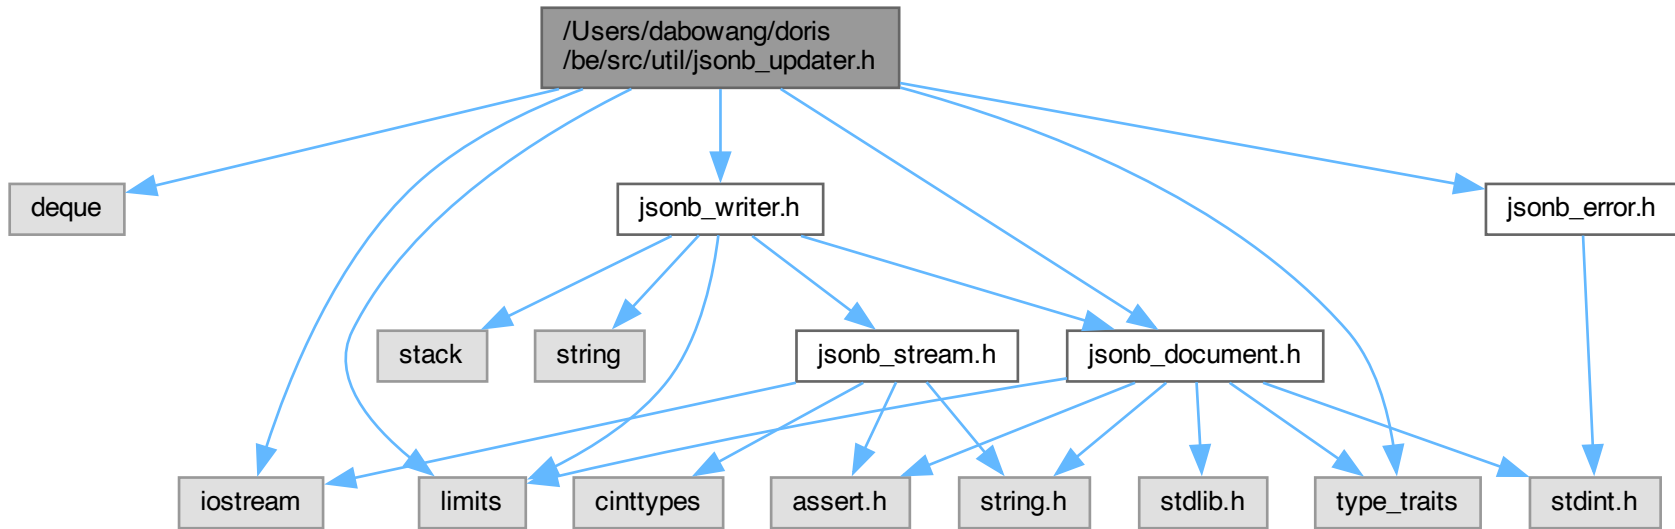 /Users/dabowang/doris
/be/src/util/jsonb_updater.h
deque
jsonb_writer.h
jsonb_error.h
stack
string
jsonb_stream.h
jsonb_document.h
iostream
limits
cinttypes
assert.h
string.h
stdlib.h
type_traits
stdint.h